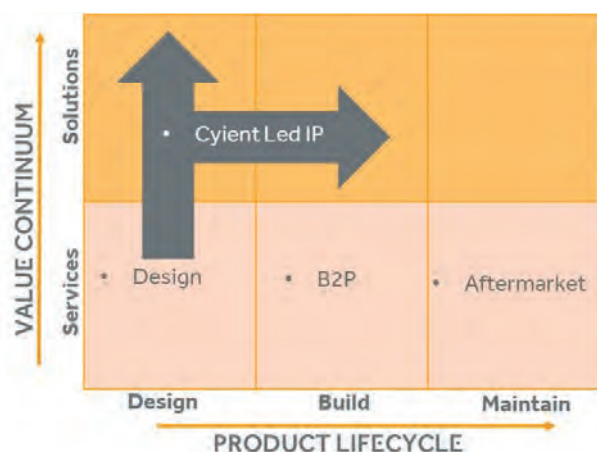 VALUE CONTINUUM
Solutions
Services
• Cyient Led IP
• Design
• B2P
• Aftermarket
Design
Build
Maintain
PRODUCT LIFECYCLE